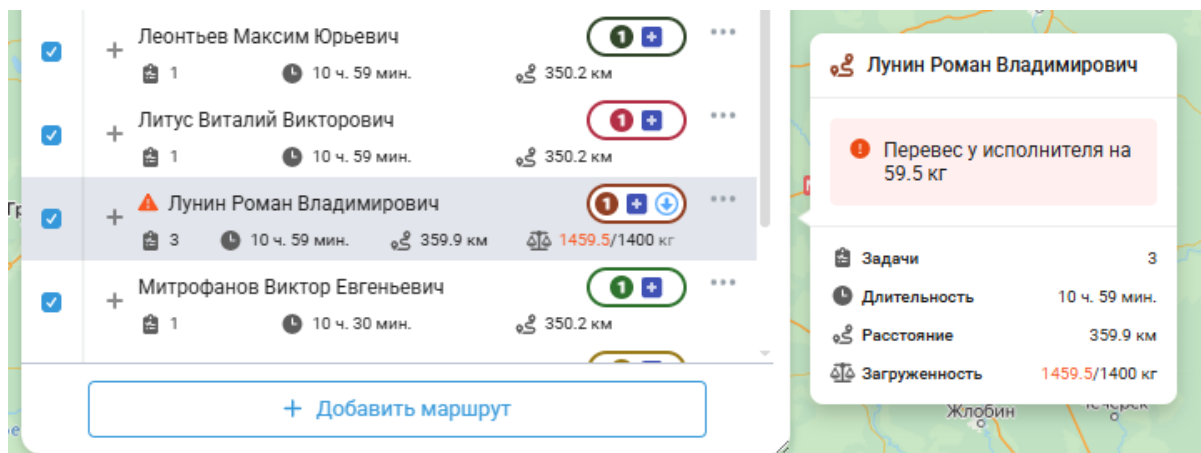 Леонтьев Максим Юрьевич
1
1
10 ч. 59 мин.
350.2 км
Литус Виталий Викторович
1
1
10 ч. 59 мин.
350.2 км
Лунин Роман Владимирович
1
3
10 ч. 59 мин.
359.9 км
1459.5/1400 кг
Митрофанов Виктор Евгеньевич
1
1
10 ч. 30 мин.
350.2 км
+ Добавить маршрут
Лунин Роман Владимирович
Перевес у исполнителя на
59.5 кг
Задачи 3
Длительность 10 ч. 59 мин.
Расстояние 359.9 км
Загруженность 1459.5/1400 кг
Жлобин